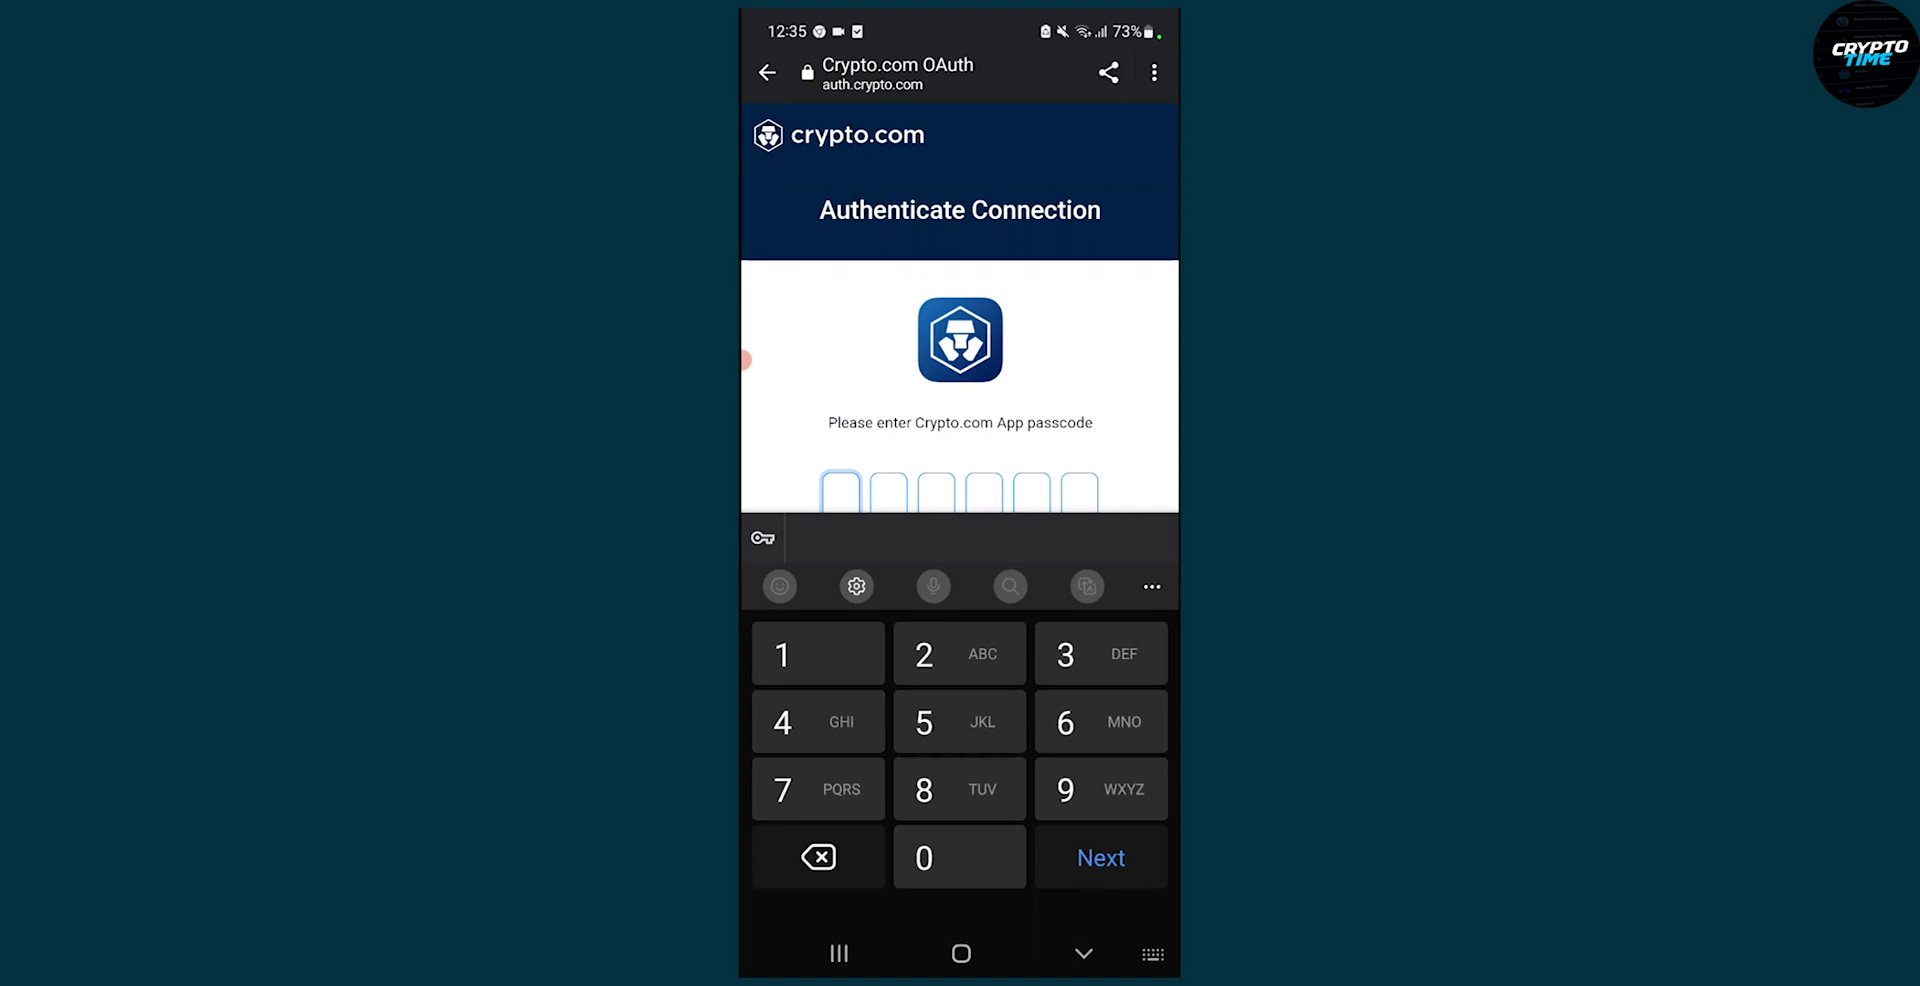 12:35
73%
Crypto.com OAuth
auth.crypto.com
CRYPTO
TIME
crypto.com
Authenticate Connection
Please enter Crypto.com App passcode
1
2 ABC
3 DEF
4 GHI
5 JKL
6 MNO
7 PQRS
8 TUV
9 WXYZ
0
Next